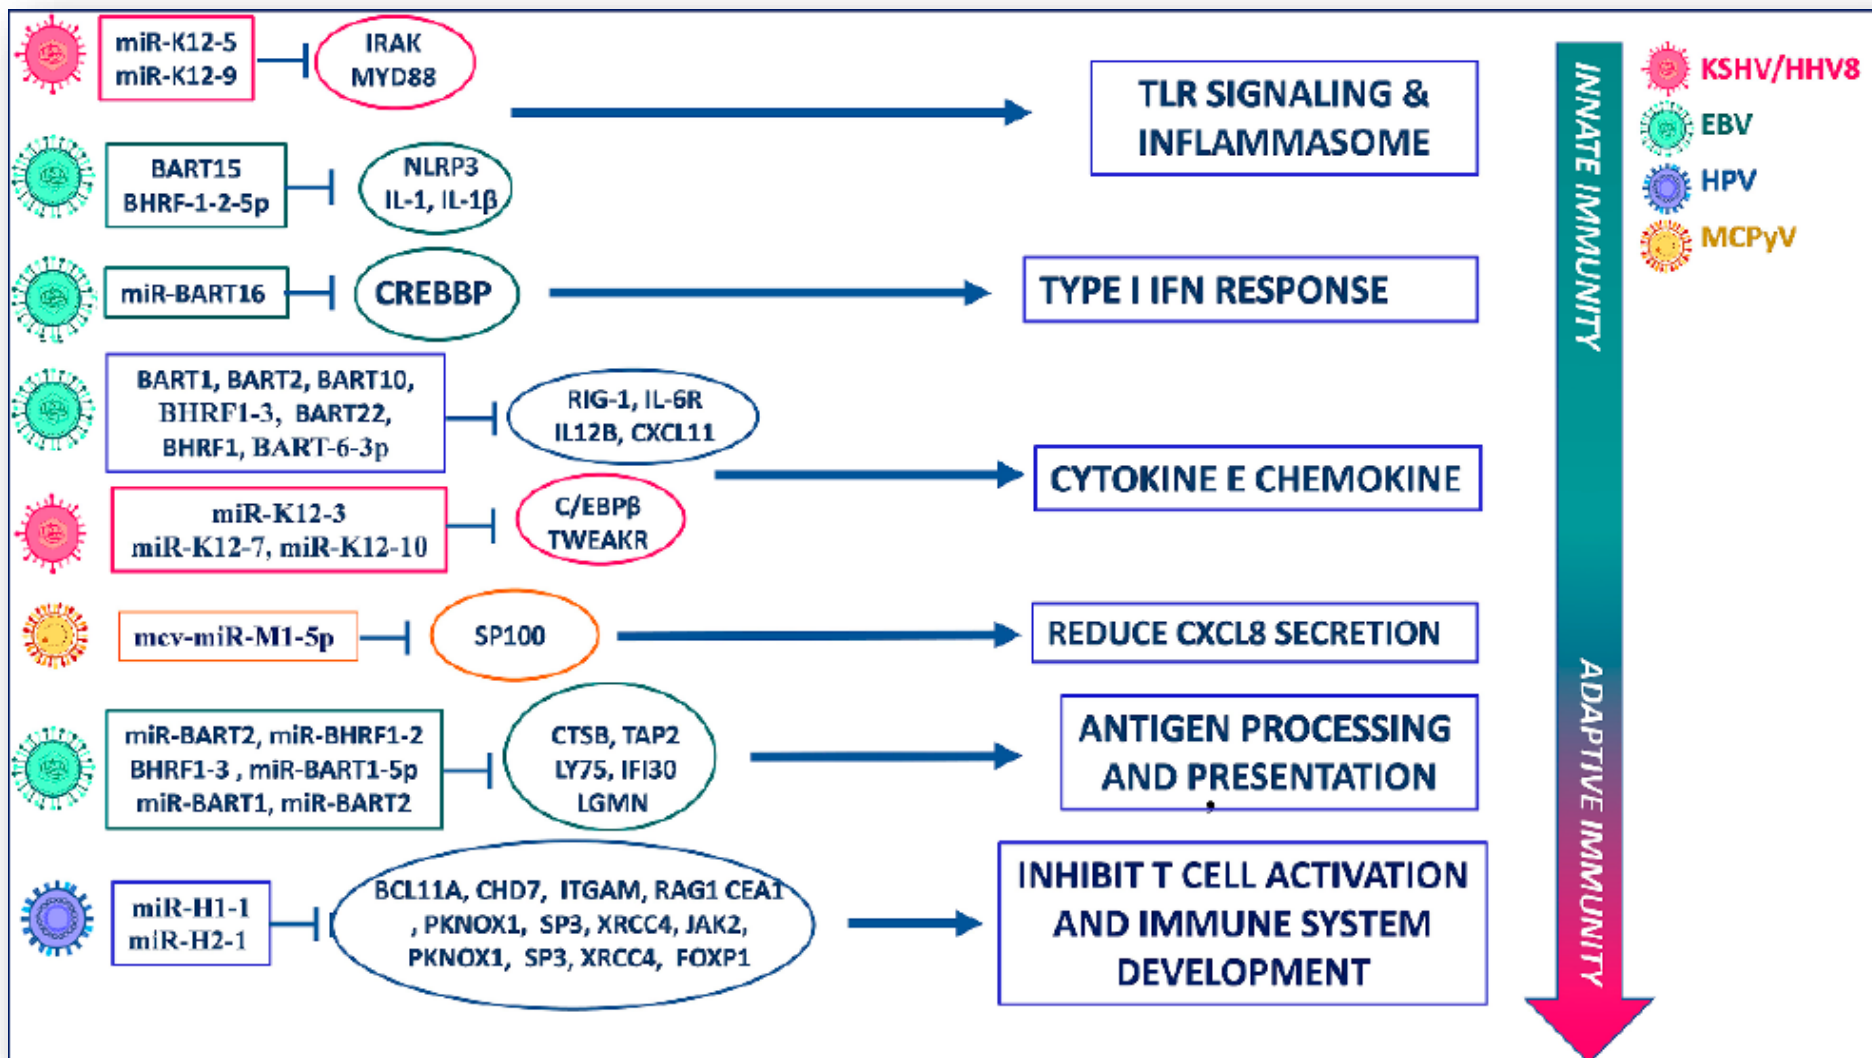 miR-K12-5
miR-K12-9
IRAK
MYD88
TLR SIGNALING &
INFLAMMASOME
BART15
BHRF-1-2-5p
NLRP3
IL-1, IL-1β
miR-BART16
CREBBP
TYPE I IFN RESPONSE
BART1, BART2, BART10,
BHRF1-3, BART22,
BHRF1, BART-6-3p
RIG-1, IL-6R
IL12B, CXCL11
CYTOKINE E CHEMOKINE
miR-K12-3
miR-K12-7, miR-K12-10
C/EBPβ
TWEAKR
mcv-miR-M1-5p
SP100
REDUCE CXCL8 SECRETION
miR-BART2, miR-BHRF1-2
BHRF1-3 , miR-BART1-5p
miR-BART1, miR-BART2
CTSB, TAP2
LY75, IFI30
LGMN
ANTIGEN PROCESSING
AND PRESENTATION
,
miR-H1-1
miR-H2-1
BCL11A, CHD7, ITGAM, RAG1 CEA1
, PKNOX1, SP3, XRCC4, JAK2,
PKNOX1, SP3, XRCC4, FOXP1
INHIBIT T CELL ACTIVATION
AND IMMUNE SYSTEM
DEVELOPMENT
INNATE IMMUNITY
ADAPTIVE IMMUNITY
KSHV/HHV8
EBV
HPV
MCPyV